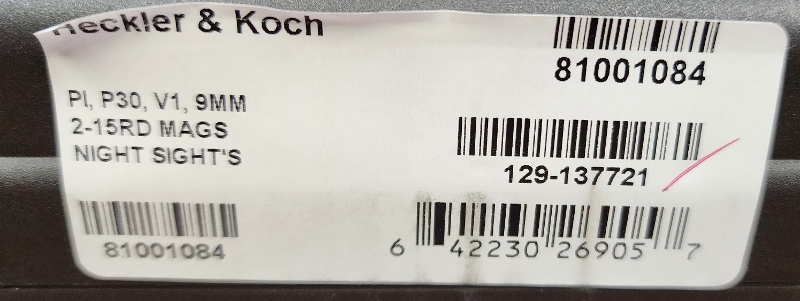 Heckler & Koch
81001084
PI, P30, V1, 9MM
2-15RD MAGS
NIGHT SIGHT'S
129-137721
81001084
6 42230 26905 7